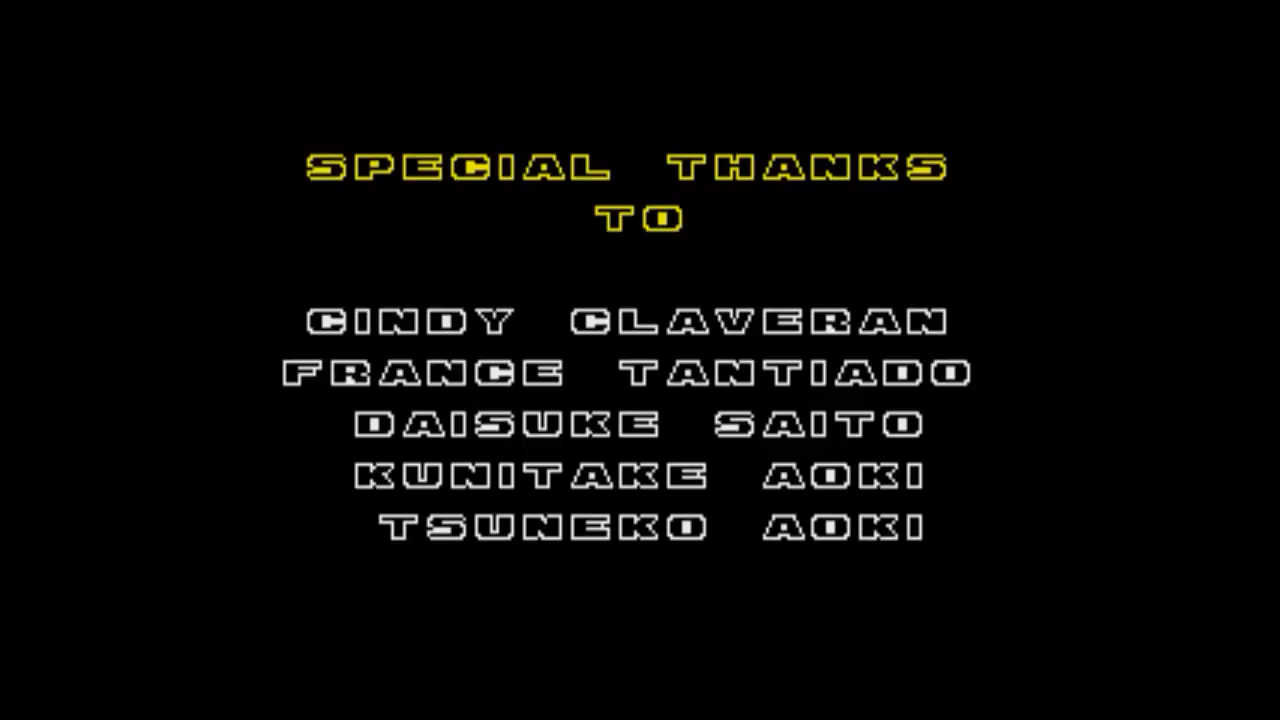 SPECIAL THANKS
TO
CINDY CLAVERAN
FRANCE TANTIADO
DAISUKE SAITO
KUNITAKE AOKI
TSUNEKO AOKI